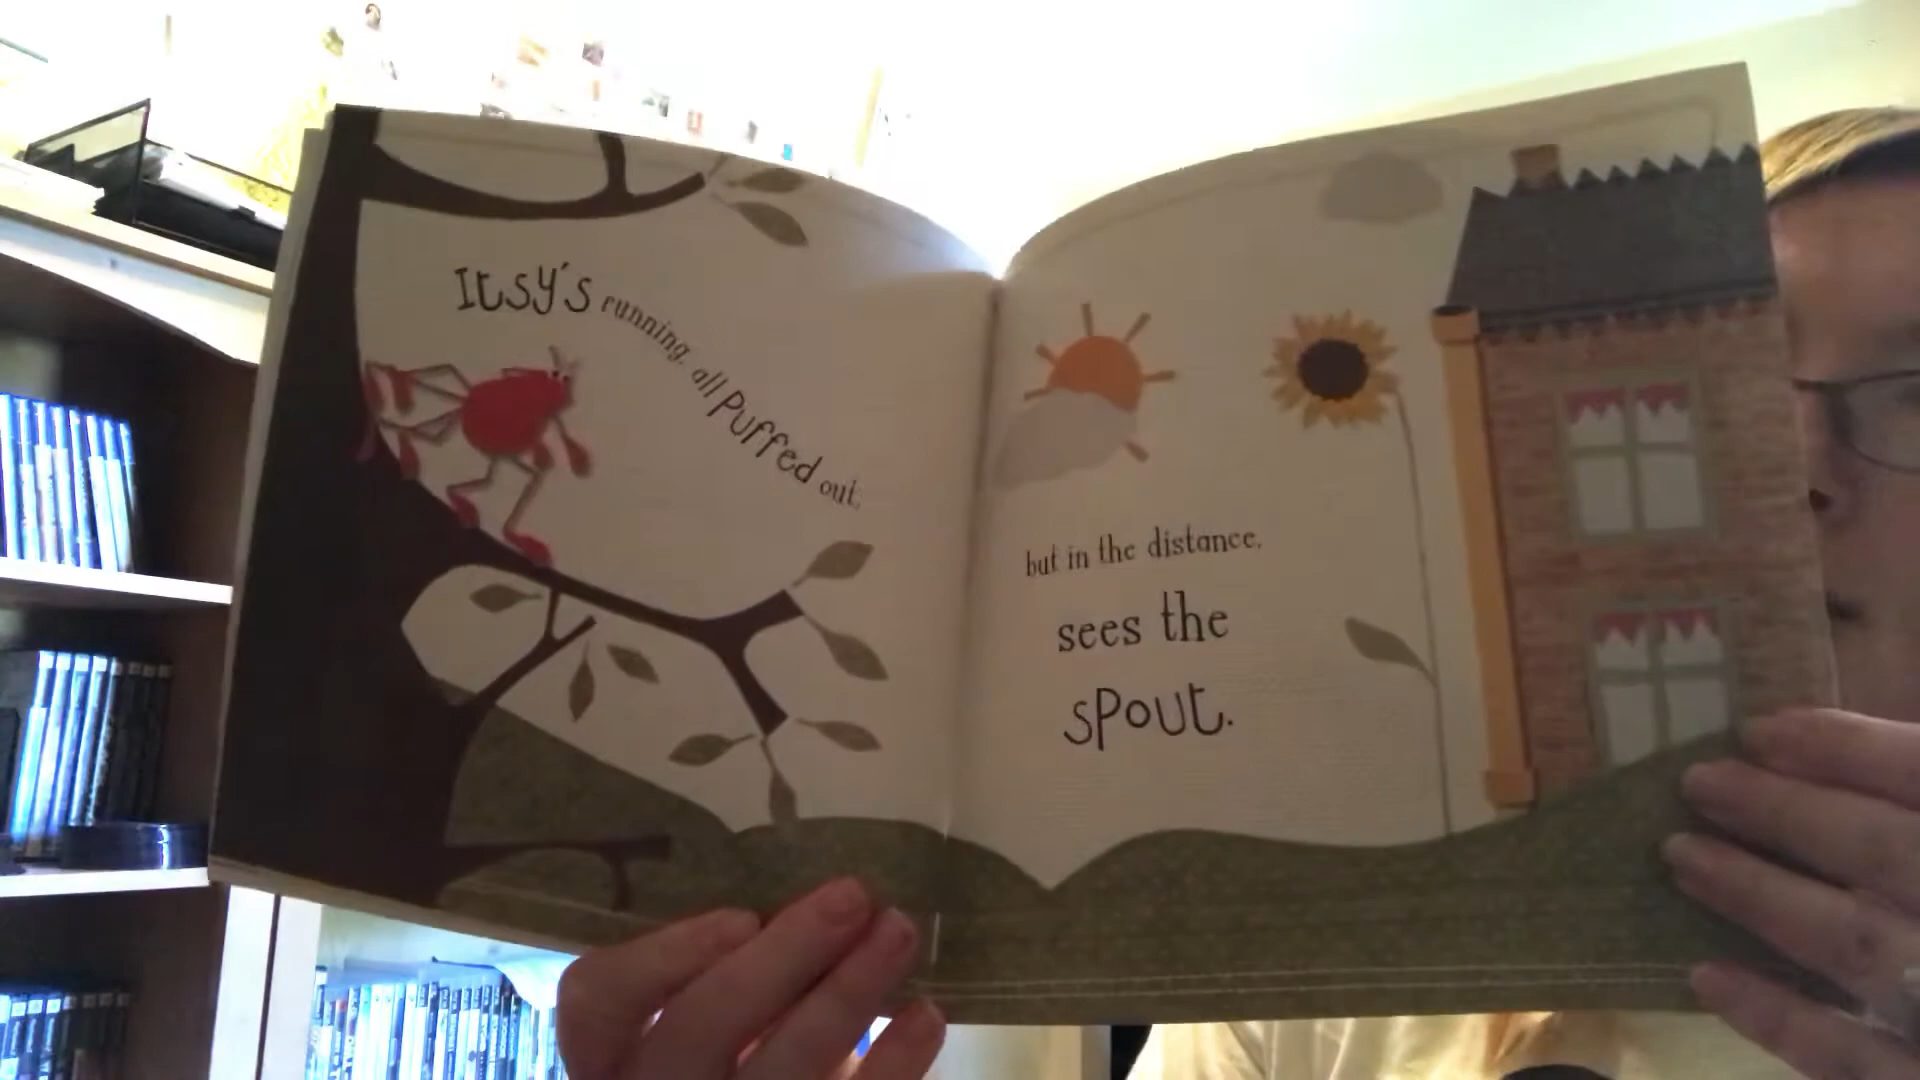 Itsy's running, all puffed out,
but in the distance,
sees the
spout.